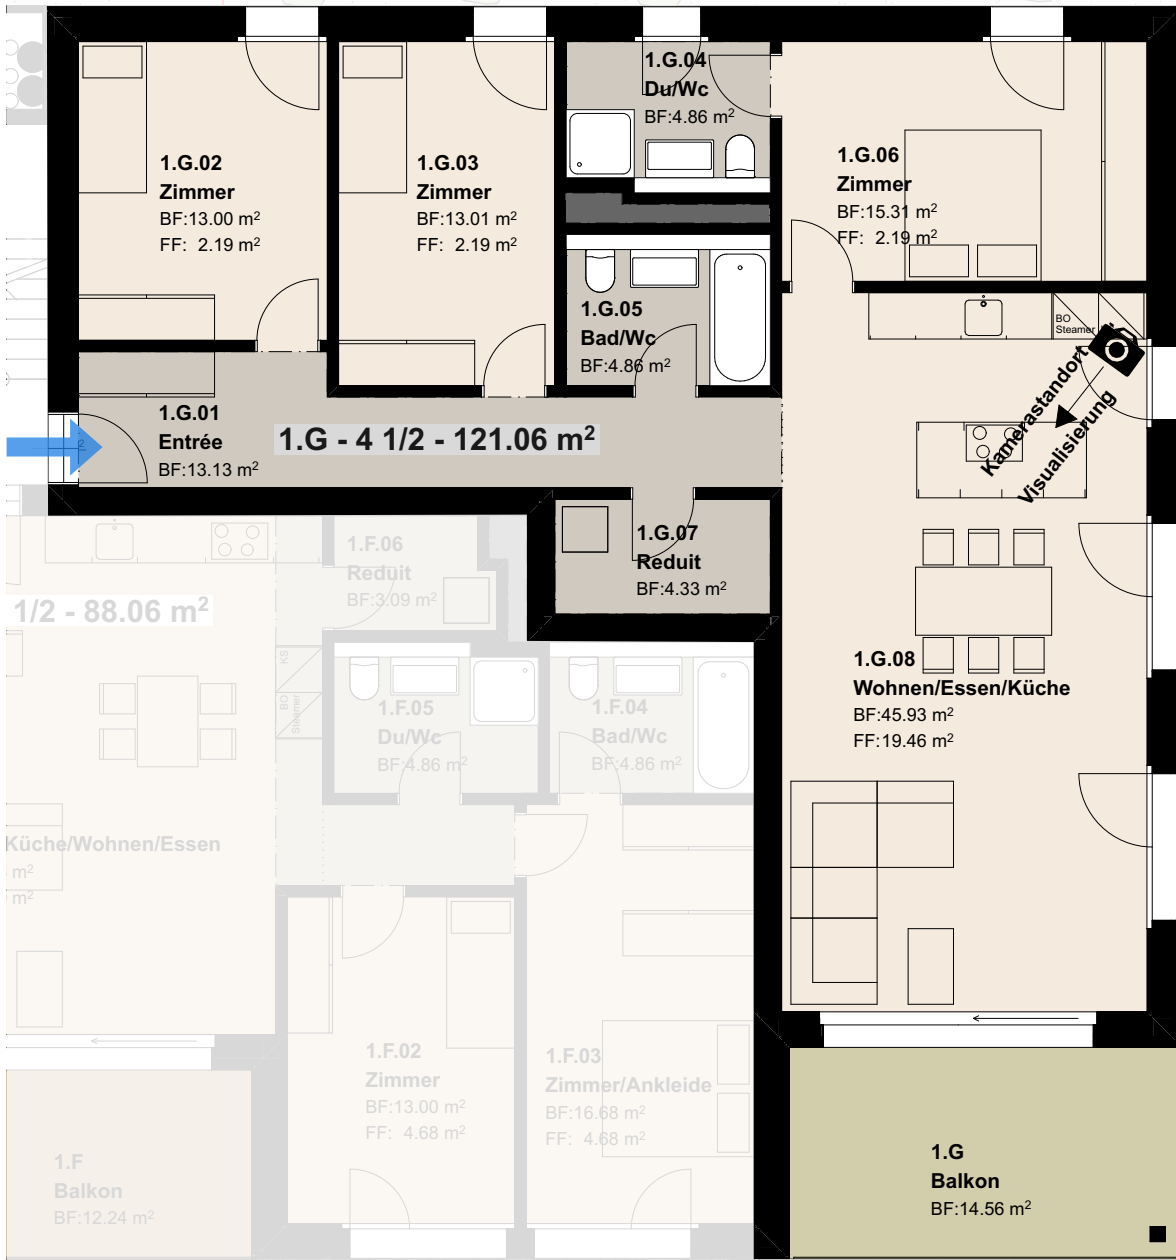 1.G.02
Zimmer
BF:13.00 m²
FF: 2.19 m²
1.G.03
Zimmer
BF:13.01 m²
FF: 2.19 m²
1.G.04
Du/Wc
BF:4.86 m²
1.G.06
Zimmer
BF:15.31 m²
FF: 2.19 m²
1.G.05
Bad/Wc
BF:4.86 m²
BO
Steamer
Kamerastandort
Visualisierung
1.G.01
Entrée
BF:13.13 m²
1.G - 4 1/2 - 121.06 m²
1.G.07
Reduit
BF:4.33 m²
1.F.06
Reduit
BF:3.09 m²
1/2 - 88.06 m²
KS
BO
Steamer
1.F.05
Du/Wc
BF:4.86 m²
1.F.04
Bad/Wc
BF:4.86 m²
1.G.08
Wohnen/Essen/Küche
BF:45.93 m²
FF:19.46 m²
Küche/Wohnen/Essen
m²
m²
1.F.02
Zimmer
BF:13.00 m²
FF: 4.68 m²
1.F.03
Zimmer/Ankleide
BF:16.68 m²
FF: 4.68 m²
1.F
Balkon
BF:12.24 m²
1.G
Balkon
BF:14.56 m²